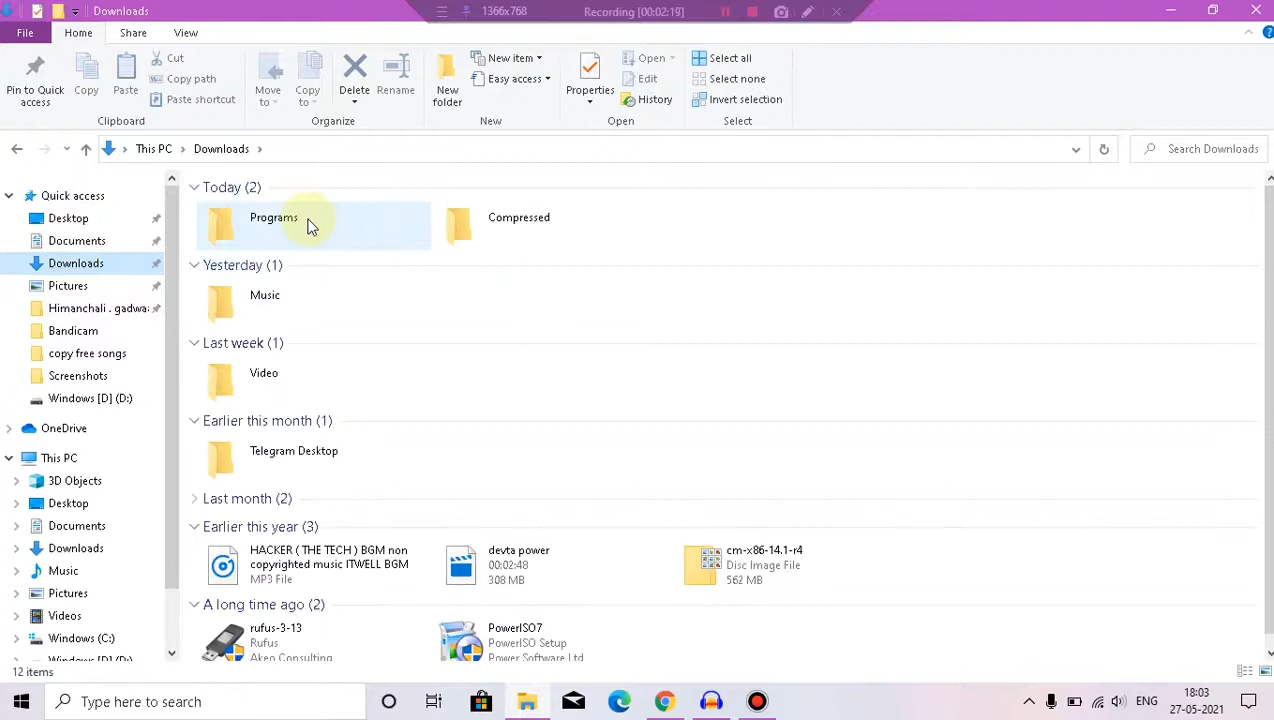 Downloads
1366x768
Recording [00:02:19]
File
Home
Share
View
Pin to Quick access
Copy
Paste
Cut
Copy path
Paste shortcut
Clipboard
Move to
Copy to
Delete
Rename
Organize
New folder
New item
Easy access
New
Properties
Open
Edit
History
Open
Select all
Select none
Invert selection
Select
This PC
Downloads
Search Downloads
Quick access
Desktop
Documents
Downloads
Pictures
Himanchali . gadwa
Bandicam
copy free songs
Screenshots
Windows [D] (D:)
OneDrive
This PC
3D Objects
Desktop
Documents
Downloads
Music
Pictures
Videos
Windows (C:)
Windows [D] (D:)
Today (2)
Programs
Compressed
Yesterday (1)
Music
Last week (1)
Video
Earlier this month (1)
Telegram Desktop
Last month (2)
Earlier this year (3)
HACKER ( THE TECH ) BGM non
copyrighted music ITWELL BGM
MP3 File
devta power
00:02:48
308 MB
cm-x86-14.1-r4
Disc Image File
562 MB
A long time ago (2)
rufus-3-13
Rufus
Akeo Consulting
PowerISO7
PowerISO Setup
Power Software Ltd
12 items
Type here to search
ENG
18:03
27-05-2021